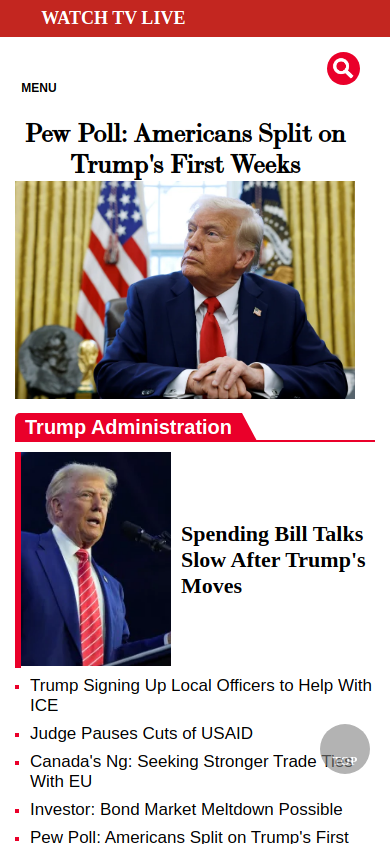 WATCH TV LIVE
MENU
Pew Poll: Americans Split on
Trump's First Weeks
Trump Administration
Spending Bill Talks
Slow After Trump's
Moves
Trump Signing Up Local Officers to Help With
ICE
Judge Pauses Cuts of USAID
Canada's Ng: Seeking Stronger Trade Ties
With EU
TOP
Investor: Bond Market Meltdown Possible
Pew Poll: Americans Split on Trump's First